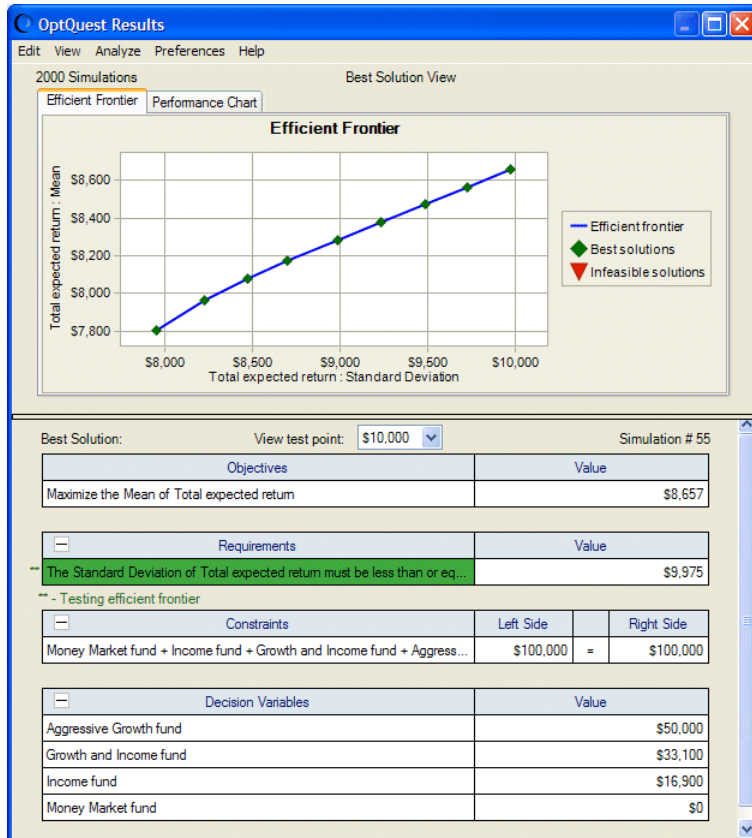 OptQuest Results
Edit View Analyze Preferences Help
2000 Simulations Best Solution View
Efficient Frontier Performance Chart
Efficient Frontier
Total expected return : Mean
$8,600
$8,400
$8,200
$8,000
$7,800
$8,000 $8,500 $9,000 $9,500 $10,000
Total expected return : Standard Deviation
Efficient frontier
Best solutions
Infeasible solutions
Best Solution: View test point: $10,000 Simulation # 55
Objectives Value
Maximize the Mean of Total expected return $8,657
Requirements Value
** The Standard Deviation of Total expected return must be less than or eq... $9,975
** - Testing efficient frontier
Constraints Left Side Right Side
Money Market fund + Income fund + Growth and Income fund + Aggress... $100,000 = $100,000
Decision Variables Value
Aggressive Growth fund $50,000
Growth and Income fund $33,100
Income fund $16,900
Money Market fund $0